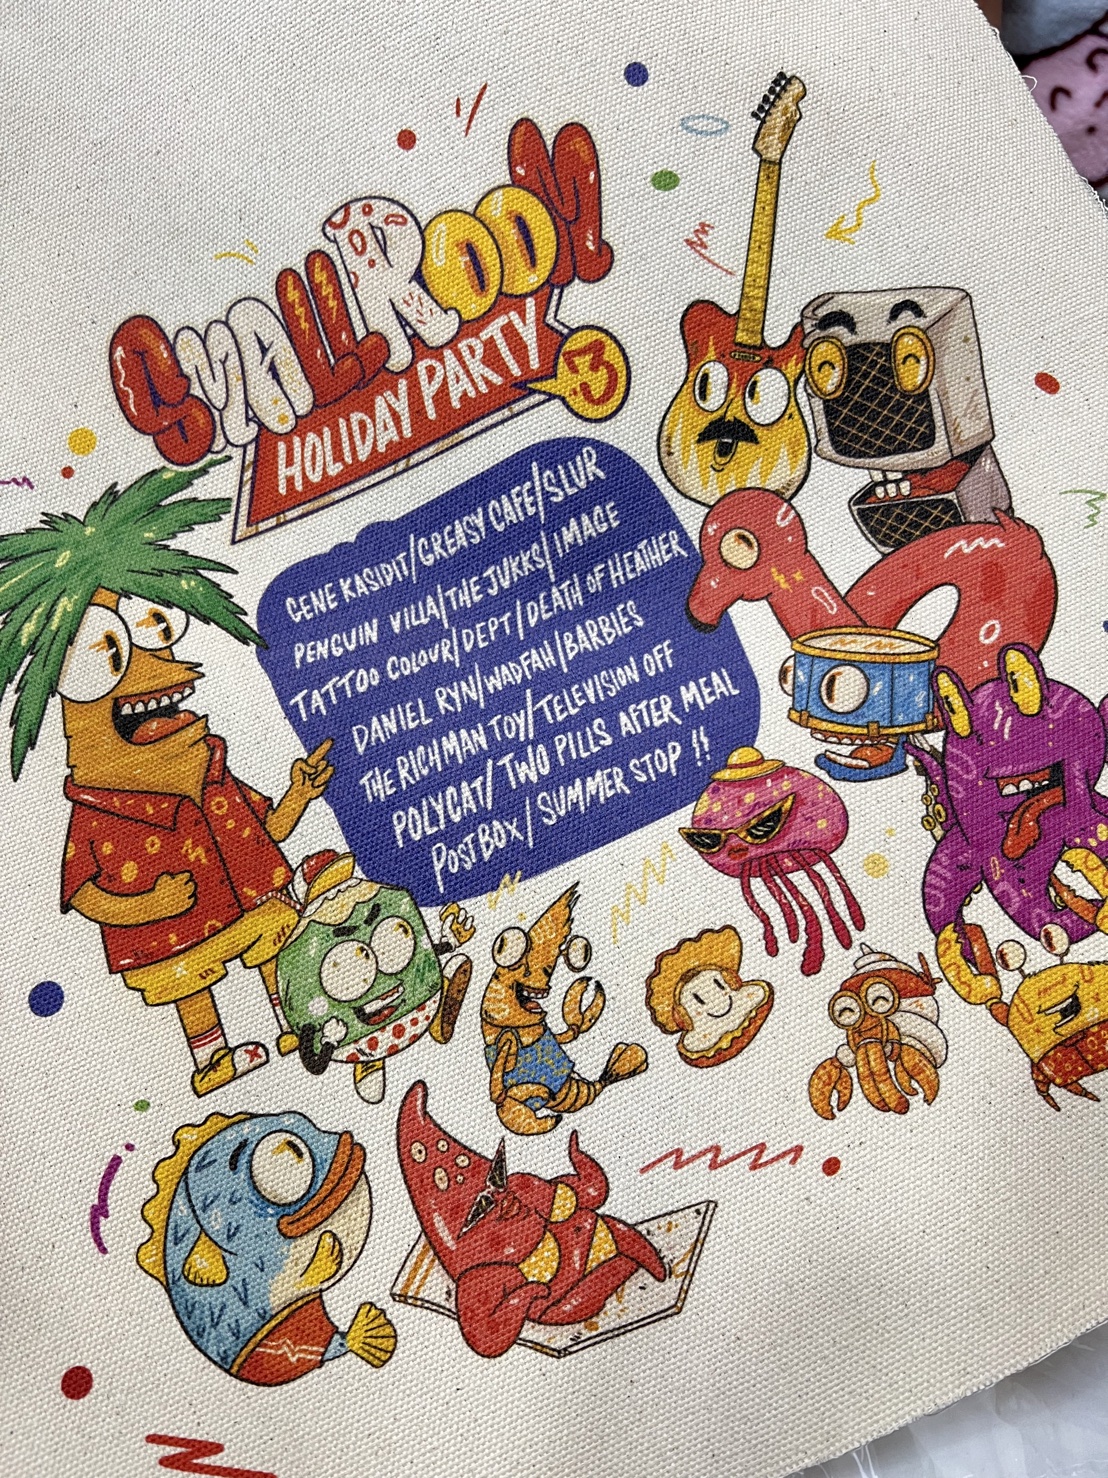 SMALLROOM
HOLIDAY PARTY
3
GENE KASIDIT/GREASY CAFE/SLUR
PENGUIN VILLA/THE JUKKS/IMAGE
TATTOO COLOUR/DEPT/DEATH OF HEATHER
DANIEL RYN/WADFAH/BARBIES
THE RICHMAN TOY/TELEVISION OFF
POLYCAT/TWO PILLS AFTER MEAL
POSTBOX/SUMMER STOP !!